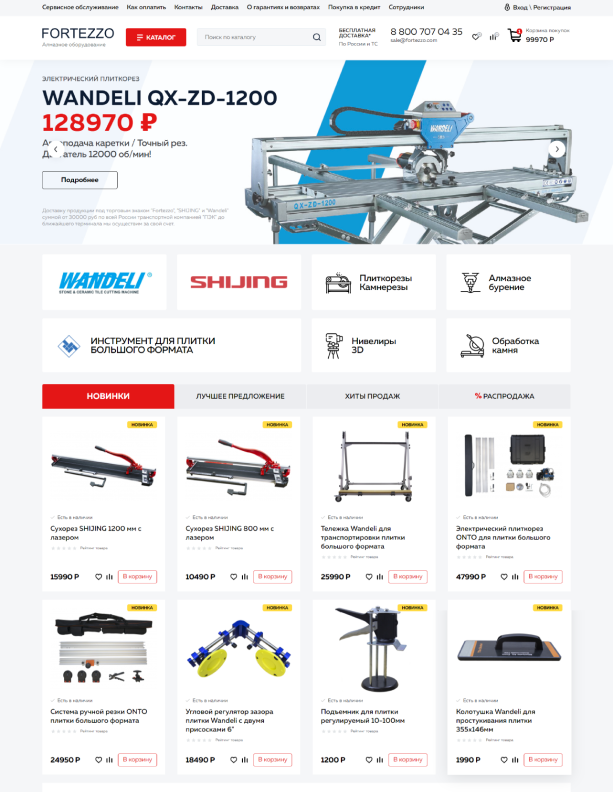 Сервисное обслуживание Как оплатить Контакты Доставка О гарантиях и возвратах Покупка в кредит Сотрудники Вход \ Регистрация
FORTEZZO
Алмазное оборудование
КАТАЛОГ
Поиск по каталогу
БЕСПЛАТНАЯ
ДОСТАВКА*
По России и ТС
8 800 707 04 35
sale@fortezzo.com
Корзина покупок
99970 Р
ЭЛЕКТРИЧЕСКИЙ ПЛИТКОРЕЗ
WANDELI QX-ZD-1200
128970 ₽
подача каретки / Точный рез.
12000 об/мин!
Подробнее
Доставку продукции под торговым знаком "Fortezzo", "SHIJING" и "Wandeli"
суммой от 30000 руб по всей России транспортной компанией "ПЭК" до
ближайшего терминала мы осуществляем за свой счет.
WANDELI
QX-ZD-1200
WANDELI ®
STONE & CERAMIC TILE CUTTING MACHINE
SHIJING
Плиткорезы
Камнерезы
Алмазное
бурение
ИНСТРУМЕНТ ДЛЯ ПЛИТКИ
БОЛЬШОГО ФОРМАТА
Нивелиры
3D
Обработка
камня
НОВИНКИ ЛУЧШЕЕ ПРЕДЛОЖЕНИЕ ХИТЫ ПРОДАЖ % РАСПРОДАЖА
НОВИНКА
Есть в наличии
Сухорез SHIJING 1200 мм с
лазером
Рейтинг товара
15990 Р В корзину
НОВИНКА
Есть в наличии
Сухорез SHIJING 800 мм с
лазером
Рейтинг товара
10490 Р В корзину
НОВИНКА
Есть в наличии
Тележка Wandeli для
транспортировки плитки
большого формата
Рейтинг товара
25990 Р В корзину
НОВИНКА
Есть в наличии
Электрический плиткорез
ONTO для плитки большого
формата
Рейтинг товара
47990 Р В корзину
НОВИНКА
Есть в наличии
Система ручной резки ONTO
плитки большого формата
Рейтинг товара
24950 Р В корзину
НОВИНКА
Есть в наличии
Угловой регулятор зазора
плитки Wandeli с двумя
присосками 6"
Рейтинг товара
18490 Р В корзину
НОВИНКА
Есть в наличии
Подъемник для плитки
регулируемый 10-100мм
Рейтинг товара
1200 Р В корзину
НОВИНКА
Есть в наличии
Колотушка Wandeli для
простукивания плитки
355х146мм
Рейтинг товара
1990 Р В корзину